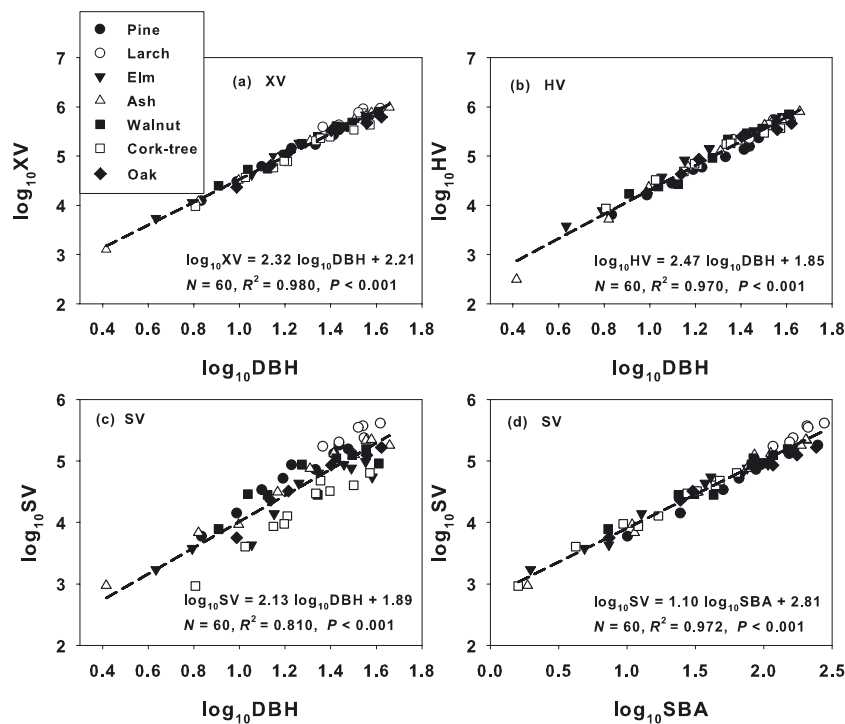 Pine
Larch
Elm
Ash
Walnut
Cork-tree
Oak
7
6
5
4
3
2
log₁₀XV
(a) XV
log₁₀XV = 2.32 log₁₀DBH + 2.21
N = 60, R² = 0.980, P < 0.001
0.4 0.6 0.8 1.0 1.2 1.4 1.6 1.8
log₁₀DBH
7
6
5
4
3
2
log₁₀HV
(b) HV
log₁₀HV = 2.47 log₁₀DBH + 1.85
N = 60, R² = 0.970, P < 0.001
0.4 0.6 0.8 1.0 1.2 1.4 1.6 1.8
log₁₀DBH
6
5
4
3
2
log₁₀SV
(c) SV
log₁₀SV = 2.13 log₁₀DBH + 1.89
N = 60, R² = 0.810, P < 0.001
0.4 0.6 0.8 1.0 1.2 1.4 1.6 1.8
log₁₀DBH
6
5
4
3
2
log₁₀SV
(d) SV
log₁₀SV = 1.10 log₁₀SBA + 2.81
N = 60, R² = 0.972, P < 0.001
0.0 0.5 1.0 1.5 2.0 2.5
log₁₀SBA